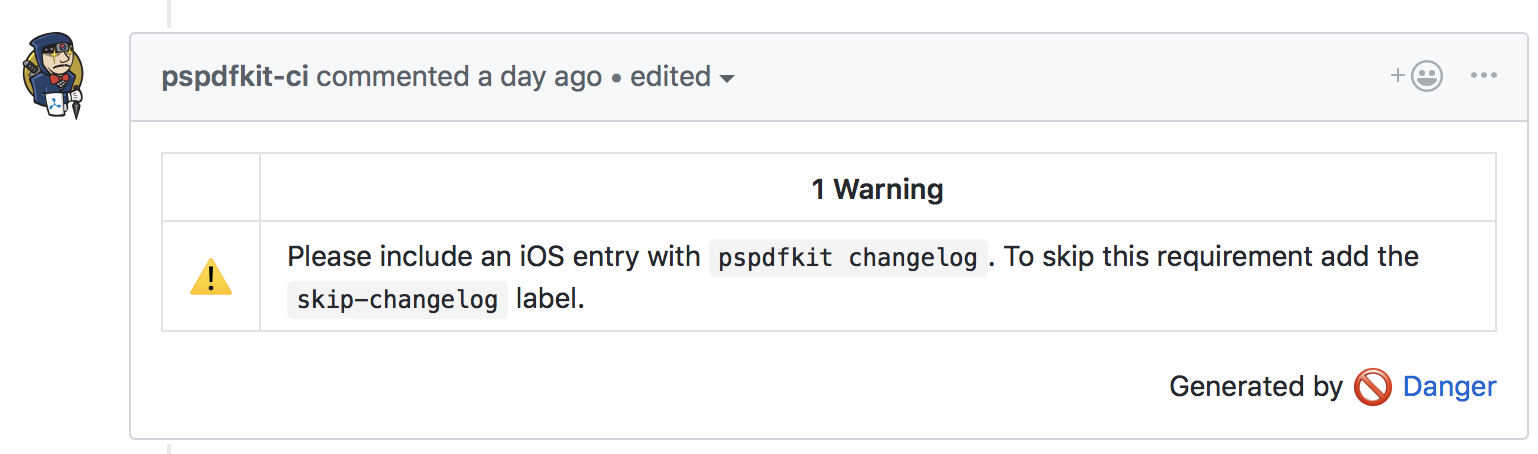 pspdfkit-ci commented a day ago • edited
1 Warning
Please include an iOS entry with pspdfkit changelog. To skip this requirement add the
skip-changelog label.
Generated by Danger